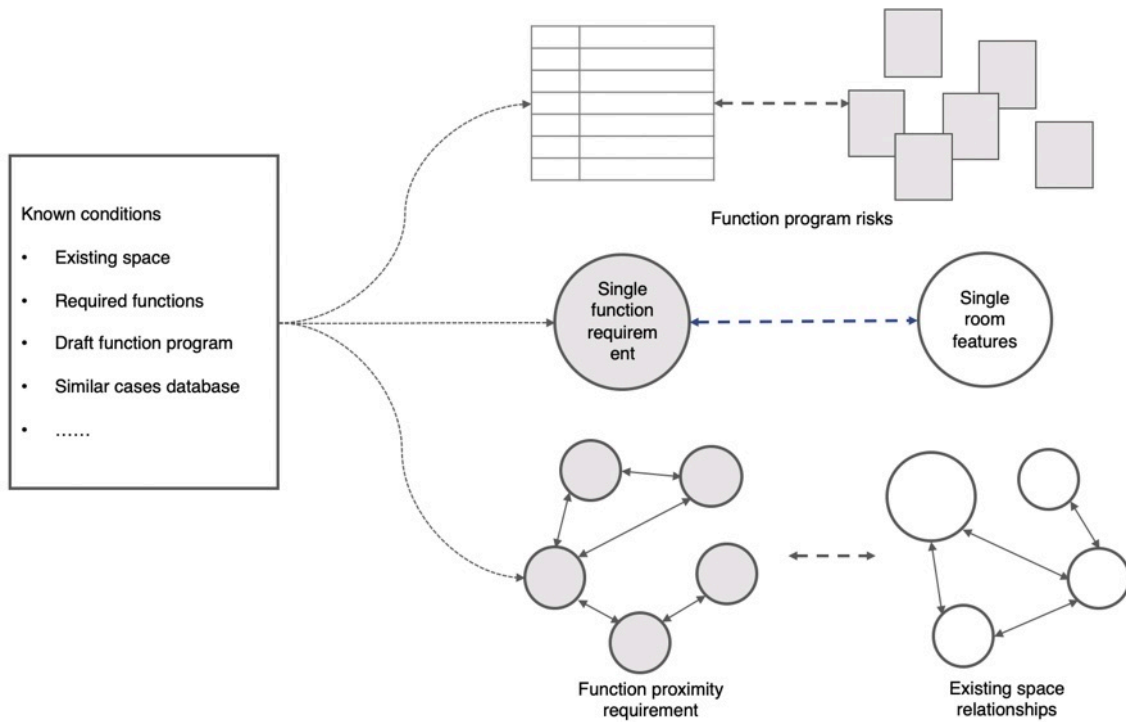 Known conditions
• Existing space
• Required functions
• Draft function program
• Similar cases database
• ......
Function program risks
Single
function
requirem
ent
Single
room
features
Function proximity
requirement
Existing space
relationships